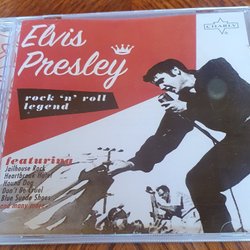 Elvis
Presley
CHARLY
rock 'n' roll
legend
featuring
Jailhouse Rock
Heartbreak Hotel
Hound Dog
Don't Be Cruel
Blue Suede Shoes
and many more